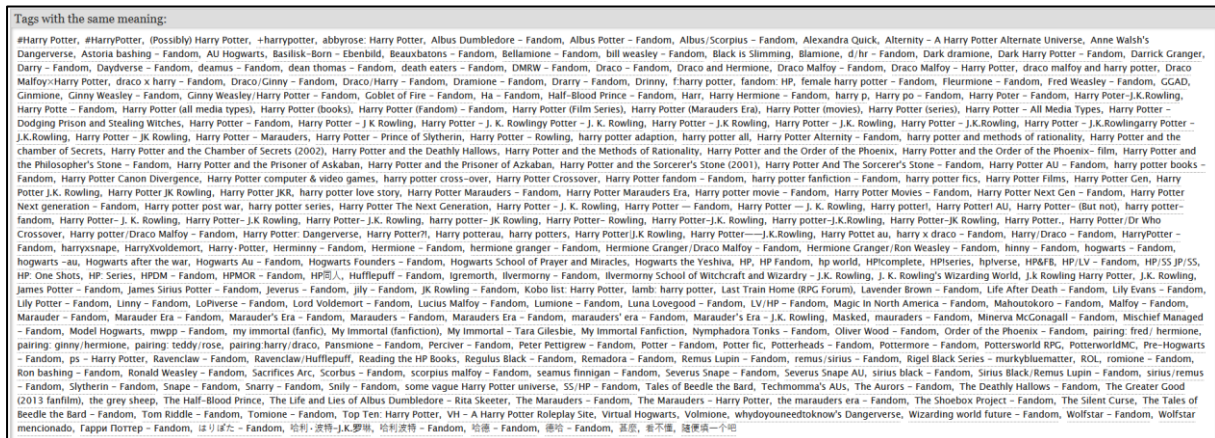 Tags with the same meaning:
#Harry Potter, #HarryPotter, (Possibly) Harry Potter, +harrypotter, abbyrose: Harry Potter, Albus Dumbledore - Fandom, Albus Potter - Fandom, Albus/Scorpius - Fandom, Alexandra Quick, Alternity - A Harry Potter Alternate Universe, Anne Walsh's
Dangerverse, Astoria bashing - Fandom, AU Hogwarts, Basilisk-Born - Ebenbild, Beauxbatons - Fandom, Bellamione - Fandom, bill weasley - Fandom, Black is Slimming, Blamione, d/hr - Fandom, Dark dramione, Dark Harry Potter - Fandom, Darrick Granger,
Darry - Fandom, Daydverse - Fandom, deamus - Fandom, dean thomas - Fandom, death eaters - Fandom, DMRW - Fandom, Draco - Fandom, Draco and Hermione, Draco Malfoy - Fandom, Draco Malfoy - Harry Potter, draco malfoy and harry potter, Draco
Malfoy×Harry Potter, draco x harry - Fandom, Draco/Ginny - Fandom, Draco/Harry - Fandom, Dramione - Fandom, Drarry - Fandom, Drinny, f:harry potter, fandom: HP, female harry potter - Fandom, Fleurmione - Fandom, Fred Weasley - Fandom, GGAD,
Ginmione, Ginny Weasley - Fandom, Ginny Weasley/Harry Potter - Fandom, Goblet of Fire - Fandom, Ha - Fandom, Half-Blood Prince - Fandom, Harr, Harry Hermione - Fandom, harry p, Harry po - Fandom, Harry Poter - Fandom, Harry Poter-J.K.Rowling,
Harry Potte - Fandom, Harry Potter (all media types), Harry Potter (books), Harry Potter (Fandom) - Fandom, Harry Potter (Film Series), Harry Potter (Marauders Era), Harry Potter (movies), Harry Potter (series), Harry Potter - All Media Types, Harry Potter -
Dodging Prison and Stealing Witches, Harry Potter - Fandom, Harry Potter - J K Rowling, Harry Potter - J. K. Rowlingy Potter - J. K. Rowling, Harry Potter - J.K Rowling, Harry Potter - J.K. Rowling, Harry Potter - J.K.Rowling, Harry Potter - J.K.Rowlingarry Potter -
J.K.Rowling, Harry Potter - JK Rowling, Harry Potter - Marauders, Harry Potter - Prince of Slytherin, Harry Potter - Rowling, harry potter adaption, harry potter all, Harry Potter Alternity - Fandom, harry potter and methods of rationality, Harry Potter and the
chamber of Secrets, Harry Potter and the Chamber of Secrets (2002), Harry Potter and the Deathly Hallows, Harry Potter and the Methods of Rationality, Harry Potter and the Order of the Phoenix, Harry Potter and the Order of the Phoenix- film, Harry Potter and
the Philosopher's Stone - Fandom, Harry Potter and the Prisoner of Askaban, Harry Potter and the Prisoner of Azkaban, Harry Potter and the Sorcerer's Stone (2001), Harry Potter And The Sorcerer's Stone - Fandom, Harry Potter AU - Fandom, harry potter books -
Fandom, Harry Potter Canon Divergence, Harry Potter computer & video games, harry potter cross-over, Harry Potter Crossover, Harry Potter fandom - Fandom, harry potter fanfiction - Fandom, harry potter fics, Harry Potter Films, Harry Potter Gen, Harry
Potter J.K. Rowling, Harry Potter JK Rowling, Harry Potter JKR, harry potter love story, Harry Potter Marauders - Fandom, Harry Potter Marauders Era, Harry Potter movie - Fandom, Harry Potter Movies - Fandom, Harry Potter Next Gen - Fandom, Harry Potter
Next generation - Fandom, Harry potter post war, harry potter series, Harry Potter The Next Generation, Harry Potter – J. K. Rowling, Harry Potter — Fandom, Harry Potter — J. K. Rowling, Harry potter!, Harry Potter! AU, Harry Potter- (But not), harry potter-
fandom, Harry Potter- J. K. Rowling, Harry Potter- J.K Rowling, Harry Potter- J.K. Rowling, harry potter- JK Rowling, Harry Potter- Rowling, Harry Potter-J.K. Rowling, harry potter-J.K.Rowling, Harry Potter-JK Rowling, Harry Potter., Harry Potter/Dr Who
Crossover, harry potter/Draco Malfoy - Fandom, Harry Potter: Dangerverse, Harry Potter?!, Harry potterau, harry potters, Harry Potter|J.K Rowling, Harry Potter——J.K.Rowling, Harry Pottet au, harry x draco - Fandom, Harry/Draco - Fandom, HarryPotter -
Fandom, harryxsnape, HarryXvoldemort, Harry·Potter, Herminny - Fandom, Hermione - Fandom, hermione granger - Fandom, Hermione Granger/Draco Malfoy - Fandom, Hermione Granger/Ron Weasley - Fandom, hinny - Fandom, hogwarts - Fandom,
hogwarts -au, Hogwarts after the war, Hogwarts Au - Fandom, Hogwarts Founders - Fandom, Hogwarts School of Prayer and Miracles, Hogwarts the Yeshiva, HP, HP Fandom, hp world, HP!complete, HP!series, hp!verse, HP&FB, HP/LV - Fandom, HP/SS JP/SS,
HP: One Shots, HP: Series, HPDM - Fandom, HPMOR - Fandom, HP同人, Hufflepuff - Fandom, Igremorth, Ilvermorny - Fandom, Ilvermorny School of Witchcraft and Wizardry - J.K. Rowling, J. K. Rowling's Wizarding World, J.k Rowling Harry Potter, J.K. Rowling,
James Potter - Fandom, James Sirius Potter - Fandom, Jeverus - Fandom, jily - Fandom, JK Rowling - Fandom, Kobo list: Harry Potter, lamb: harry potter, Last Train Home (RPG Forum), Lavender Brown - Fandom, Life After Death - Fandom, Lily Evans - Fandom,
Lily Potter - Fandom, Linny - Fandom, LoPiverse - Fandom, Lord Voldemort - Fandom, Lucius Malfoy - Fandom, Lumione - Fandom, Luna Lovegood - Fandom, LV/HP - Fandom, Magic In North America - Fandom, Mahoutokoro - Fandom, Malfoy - Fandom,
Marauder - Fandom, Marauder Era - Fandom, Marauder's Era - Fandom, Marauders - Fandom, Marauders Era - Fandom, marauders' era - Fandom, Marauder's Era - J.K. Rowling, Masked, mauraders - Fandom, Minerva McGonagall - Fandom, Mischief Managed
- Fandom, Model Hogwarts, mwpp - Fandom, my immortal (fanfic), My Immortal (fanfiction), My Immortal - Tara Gilesbie, My Immortal Fanfiction, Nymphadora Tonks - Fandom, Oliver Wood - Fandom, Order of the Phoenix - Fandom, pairing: fred/ hermione,
pairing: ginny/hermione, pairing: teddy/rose, pairing:harry/draco, Pansmione - Fandom, Perciver - Fandom, Peter Pettigrew - Fandom, Potter - Fandom, Potter fic, Potterheads - Fandom, Pottermore - Fandom, Pottersworld RPG, PotterworldMC, Pre-Hogwarts
- Fandom, ps - Harry Potter, Ravenclaw - Fandom, Ravenclaw/Hufflepuff, Reading the HP Books, Regulus Black - Fandom, Remadora - Fandom, Remus Lupin - Fandom, remus/sirius - Fandom, Rigel Black Series - murkybluematter, ROL, romione - Fandom,
Ron bashing - Fandom, Ronald Weasley - Fandom, Sacrifices Arc, Scorbus - Fandom, scorpius malfoy - Fandom, seamus finnigan - Fandom, Severus Snape - Fandom, Severus Snape AU, sirius black - Fandom, Sirius Black/Remus Lupin - Fandom, sirius/remus
- Fandom, Slytherin - Fandom, Snape - Fandom, Snarry - Fandom, Snily - Fandom, some vague Harry Potter universe, SS/HP - Fandom, Tales of Beedle the Bard, Techmomma's AUs, The Aurors - Fandom, The Deathly Hallows - Fandom, The Greater Good
(2013 fanfilm), the grey sheep, The Half-Blood Prince, The Life and Lies of Albus Dumbledore - Rita Skeeter, The Marauders - Fandom, The Marauders - Harry Potter, the marauders era - Fandom, The Shoebox Project - Fandom, The Silent Curse, The Tales of
Beedle the Bard - Fandom, Tom Riddle - Fandom, Tomione - Fandom, Top Ten: Harry Potter, VH - A Harry Potter Roleplay Site, Virtual Hogwarts, Volmione, whydoyouneedtoknow's Dangerverse, Wizarding world future - Fandom, Wolfstar - Fandom, Wolfstar
mencionado, Гарри Поттер - Fandom, はりぽた - Fandom, 哈利·波特-J.K.罗琳, 哈利波特 - Fandom, 哈德 - Fandom, 德哈 - Fandom, 甚麼, 看不懂, 隨便填一个吧